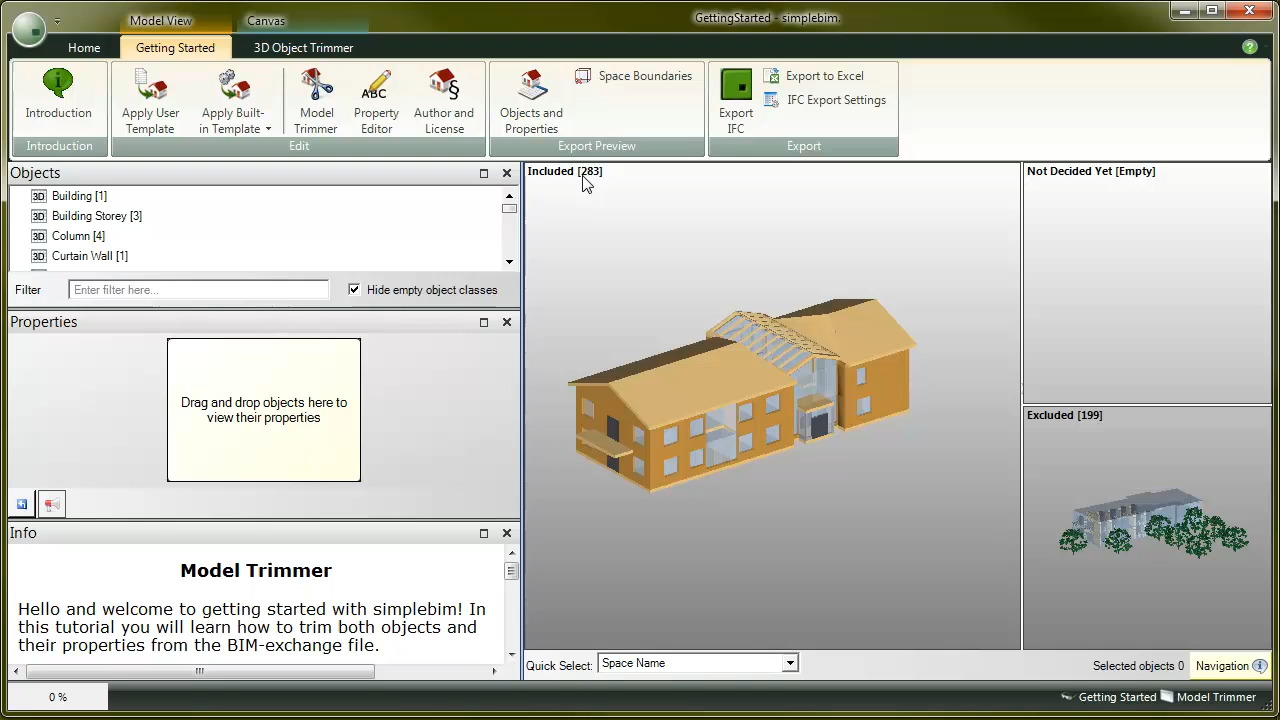 Model View
Canvas
GettingStarted - simplebim.
Home
Getting Started
3D Object Trimmer
Introduction
Apply User
Template
Apply Built-
in Template
Model
Trimmer
ABC
Property
Editor
§
Author and
License
Objects and
Properties
Space Boundaries
Export
IFC
Export to Excel
IFC Export Settings
Introduction
Edit
Export Preview
Export
Objects
3D Building [1]
3D Building Storey [3]
3D Column [4]
3D Curtain Wall [1]
Filter
Enter filter here...
Hide empty object classes
Properties
Drag and drop objects here to
view their properties
Info
Model Trimmer
Hello and welcome to getting started with simplebim! In
this tutorial you will learn how to trim both objects and
their properties from the BIM-exchange file.
Included [283]
Not Decided Yet [Empty]
Excluded [199]
Quick Select:
Space Name
Selected objects 0
Navigation
0 %
Getting Started
Model Trimmer